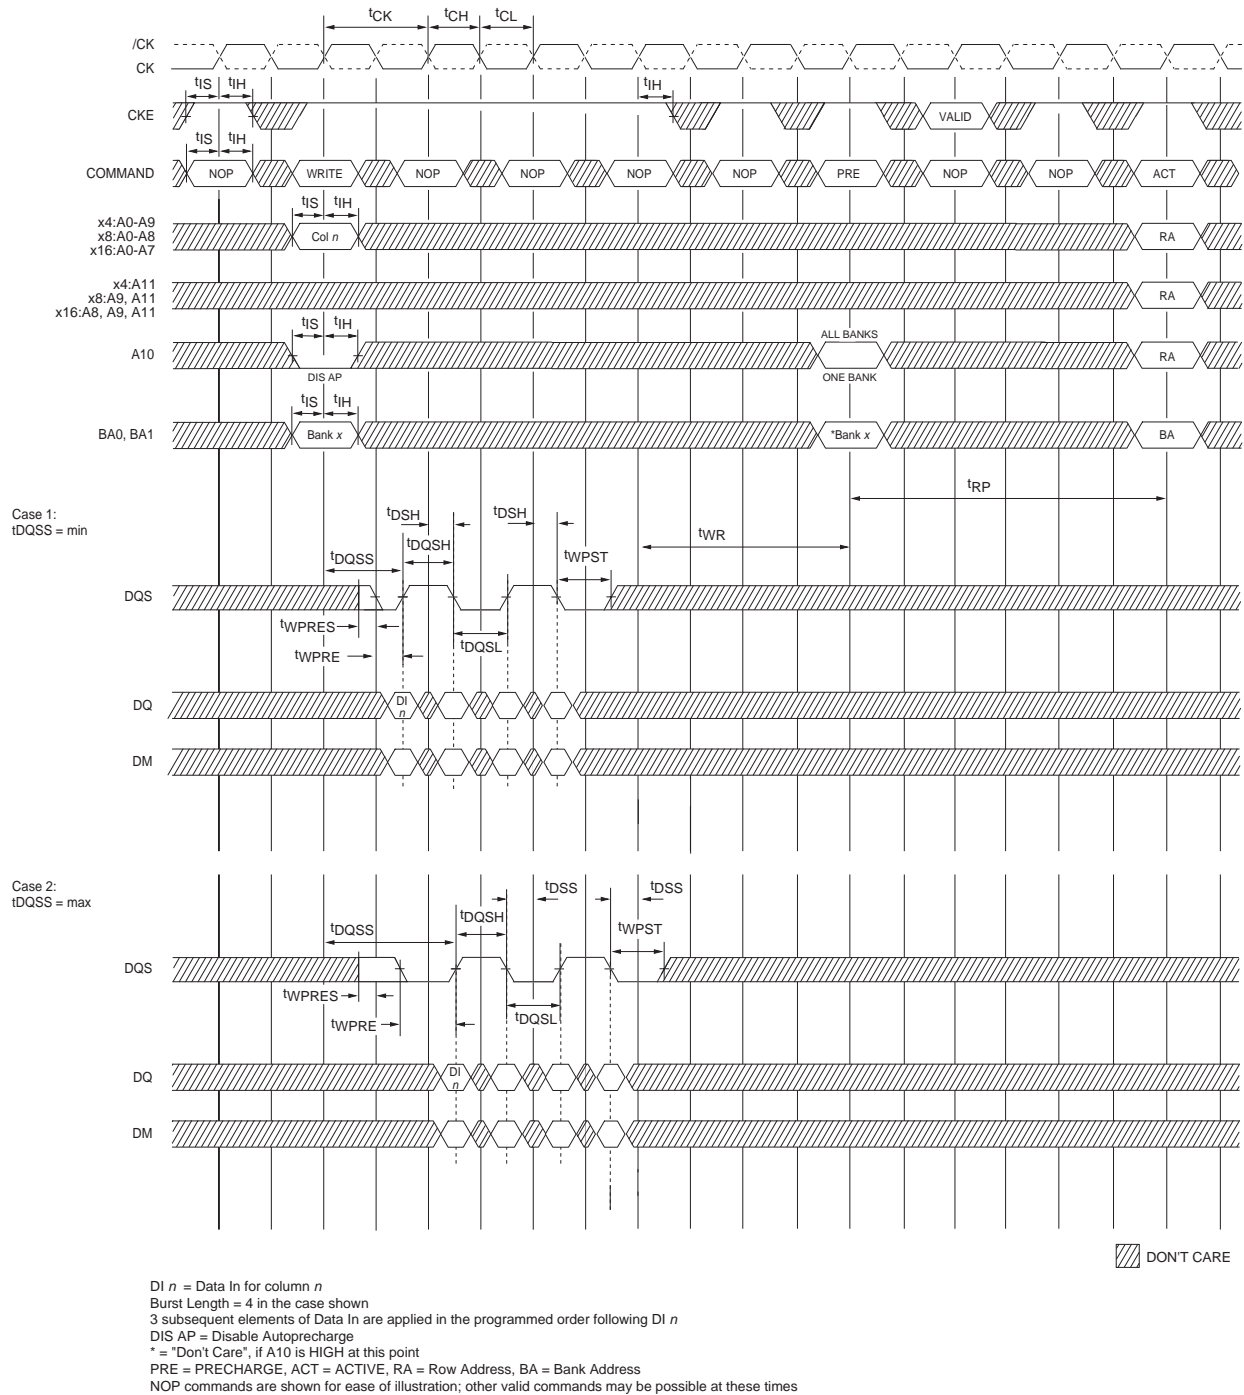 tCK tCH tCL
/CK
CK
tIS tIH tIH
CKE VALID
tIS tIH
COMMAND NOP WRITE NOP NOP NOP NOP PRE NOP NOP ACT
tIS tIH
x4:A0-A9
x8:A0-A8
x16:A0-A7
Col n RA
x4:A11
x8:A9, A11
x16:A8, A9, A11
RA
tIS tIH ALL BANKS
A10 RA
DIS AP ONE BANK
tIS tIH
BA0, BA1 Bank x *Bank x BA
tRP
Case 1:
tDQSS = min
tDSH tDSH
tDQSH tWR
tDQSS tWPST
DQS
tWPRES tDQSL
tWPRE
DQ DI
n
DM
Case 2:
tDQSS = max
tDSS tDSS
tDQSH
tDQSS tWPST
DQS
tWPRES
tWPRE tDQSL
DQ DI
n
DM
DON'T CARE
DI n = Data In for column n
Burst Length = 4 in the case shown
3 subsequent elements of Data In are applied in the programmed order following DI n
DIS AP = Disable Autoprecharge
* = "Don't Care", if A10 is HIGH at this point
PRE = PRECHARGE, ACT = ACTIVE, RA = Row Address, BA = Bank Address
NOP commands are shown for ease of illustration; other valid commands may be possible at these times